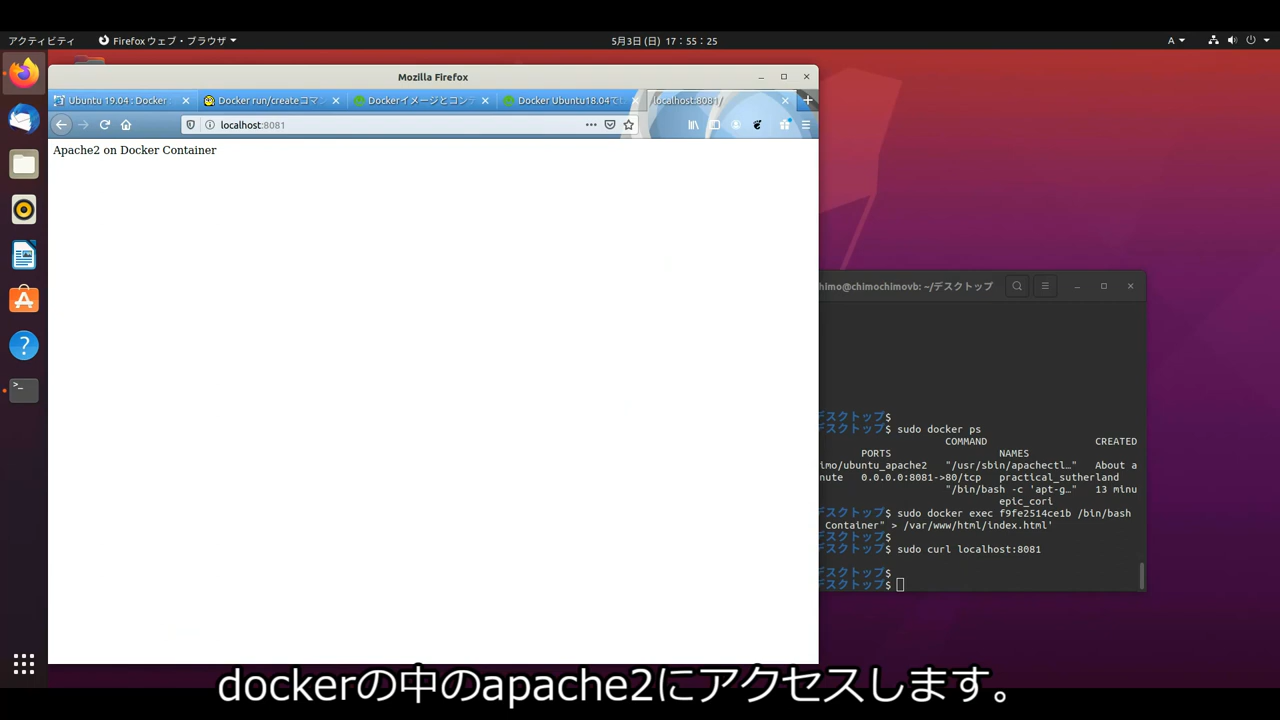 アクティビティ
Firefox ウェブ・ブラウザ
5月3日 (日) 17：55：25
A
Mozilla Firefox
Ubuntu 19.04 : Docker
Docker run/createコマン
Dockerイメージとコンテ
Docker Ubuntu18.04でし
localhost:8081/
localhost:8081
Apache2 on Docker Container
himo@chimochimovb: ~/デスクトップ
デスクトップ$
デスクトップ$ sudo docker ps
COMMAND CREATED
PORTS NAMES
imo/ubuntu_apache2 "/usr/sbin/apachectl…" About a
nute 0.0.0.0:8081->80/tcp practical_sutherland
"/bin/bash -c 'apt-g…" 13 minu
epic_cori
デスクトップ$ sudo docker exec f9fe2514ce1b /bin/bash
Container" > /var/www/html/index.html'
デスクトップ$
デスクトップ$ sudo curl localhost:8081
デスクトップ$
デスクトップ$
dockerの中のapache2にアクセスします。